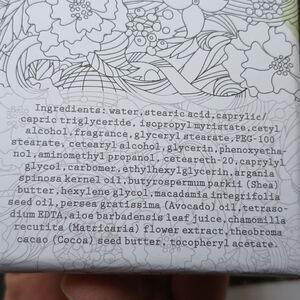 Ingredients: water, stearic acid, caprylic/
capric triglyceride, isopropyl myristate, cetyl
alcohol, fragrance, glyceryl stearate, PEG-100
stearate, cetearyl alcohol, glycerin, phenoxyetha-
nol, aminomethyl propanol, ceteareth-20, caprylyl
glycol, carbomer, ethylhexylglycerin, argania
spinosa kernel oil, butyrospermum parkii (Shea)
butter, hexylene glycol, macadamia integrifolia
seed oil, persea gratissima (Avocado) oil, tetraso-
dium EDTA, aloe barbadensis leaf juice, chamomilla
recutita (Matricaria) flower extract, theobroma
cacao (Cocoa) seed butter, tocopheryl acetate.